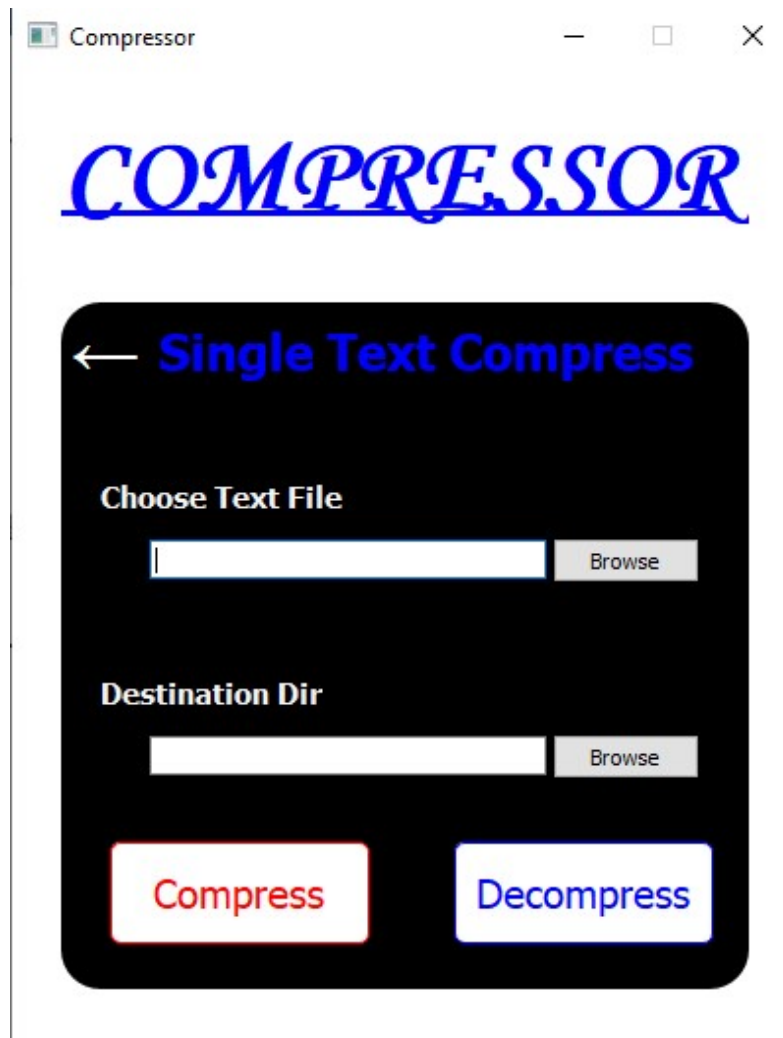 Compressor
COMPRESSOR
← Single Text Compress
Choose Text File
Browse
Destination Dir
Browse
Compress Decompress